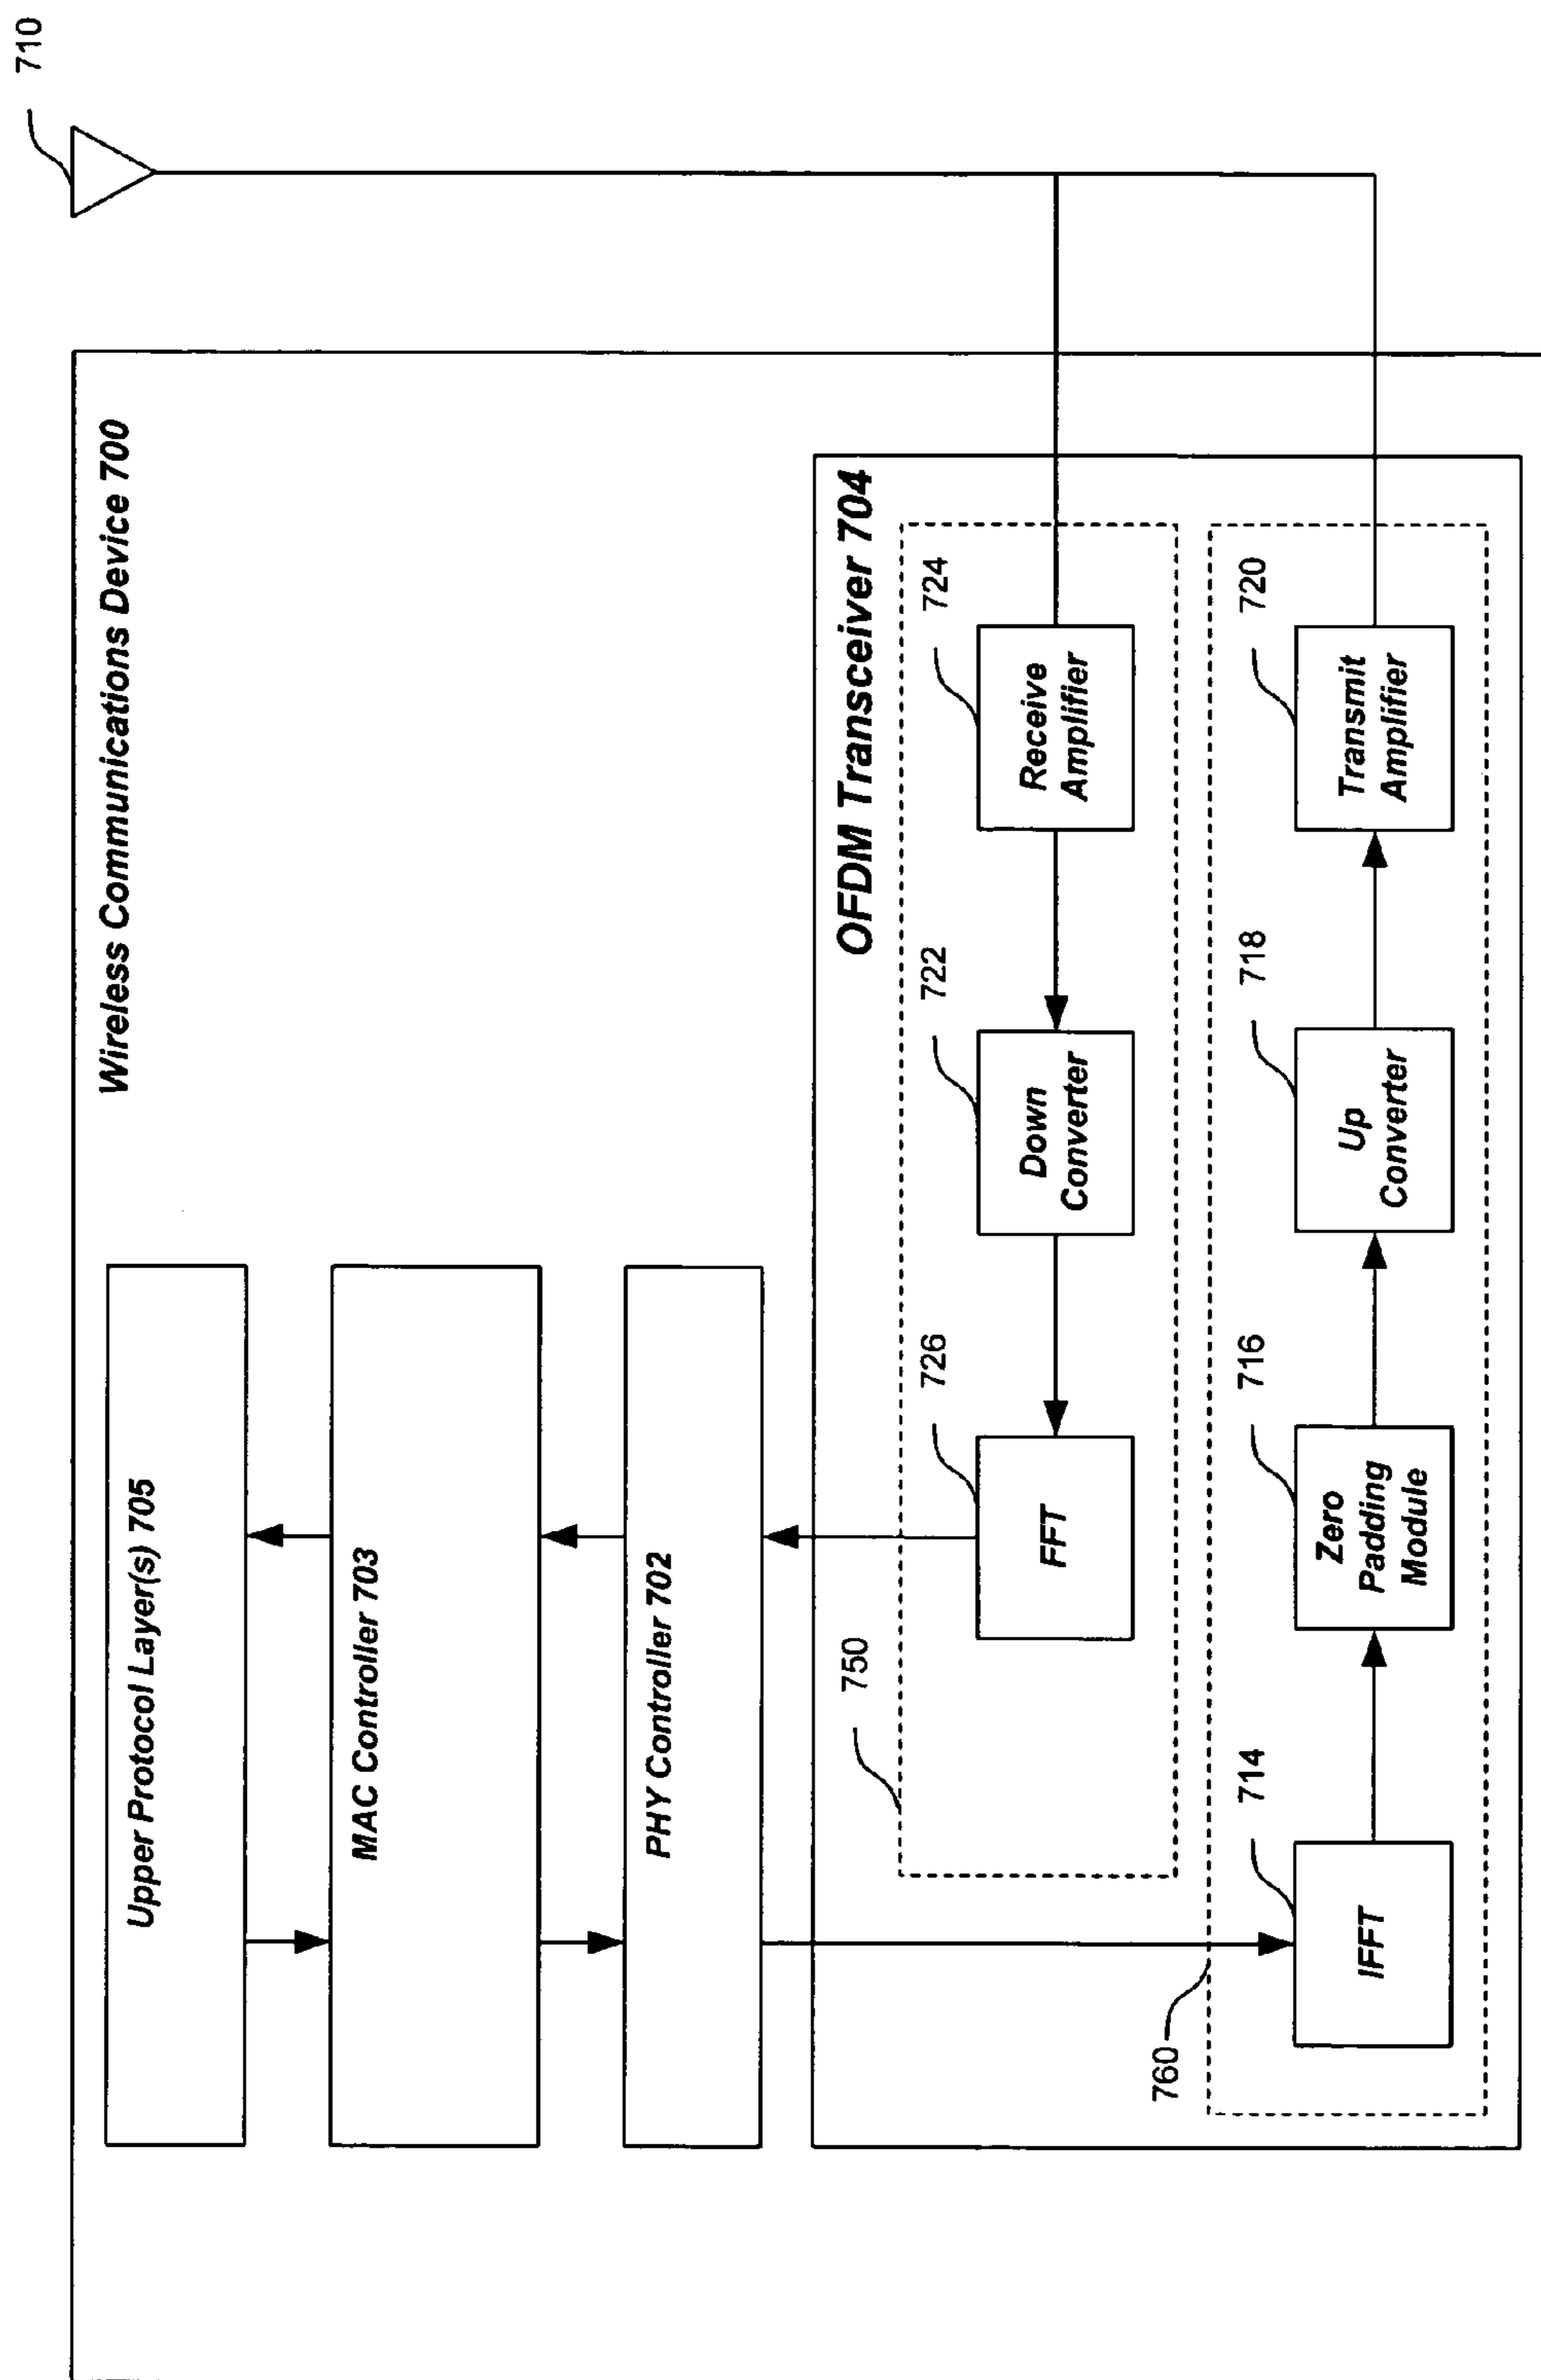 710
Wireless Communications Device 700
Upper Protocol Layer(s) 705
MAC Controller 703
PHY Controller 702
OFDM Transceiver 704
750
726
722
724
FFT
Down
Converter
Receive
Amplifier
760
714
716
718
720
IFFT
Zero
Padding
Module
Up
Converter
Transmit
Amplifier